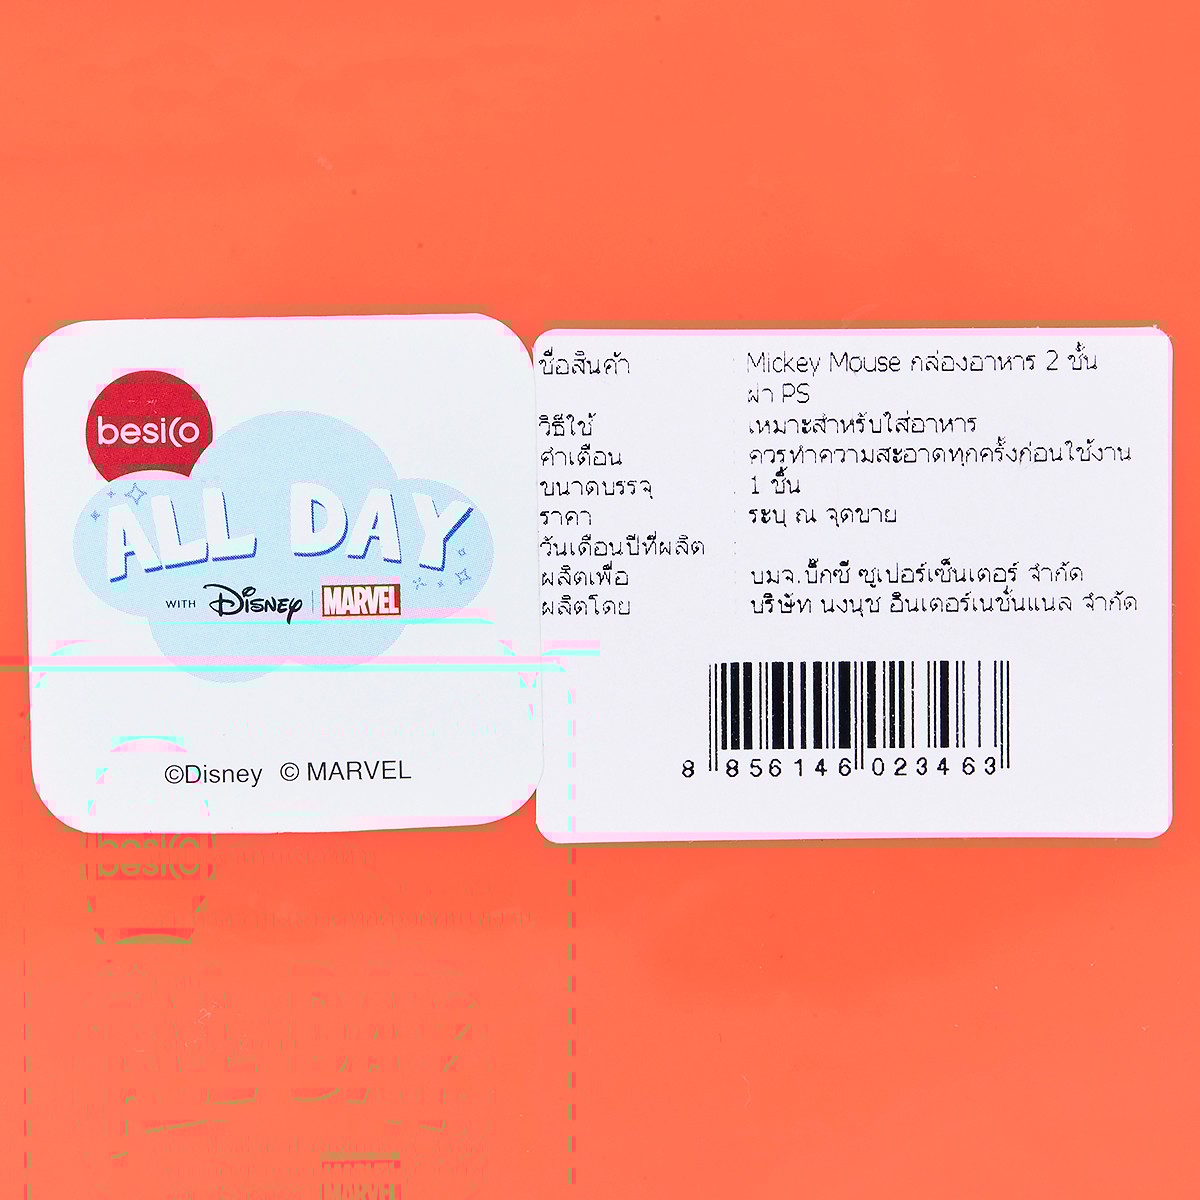 besico
ALL DAY
WITH Disney | MARVEL
©Disney © MARVEL
ชื่อสินค้า : Mickey Mouse กล่องอาหาร 2 ชั้น
ฝา PS
วิธีใช้ : เหมาะสำหรับใส่อาหาร
คำเตือน : ควรทำความสะอาดทุกครั้งก่อนใช้งาน
ขนาดบรรจุ : 1 ชิ้น
ราคา : ระบุ ณ จุดขาย
วันเดือนปีที่ผลิต :
ผลิตเพื่อ : บมจ.บิ๊กซี ซูเปอร์เซ็นเตอร์ จำกัด
ผลิตโดย : บริษัท นงนุช อินเตอร์เนชั่นแนล จำกัด
8 856146 023463